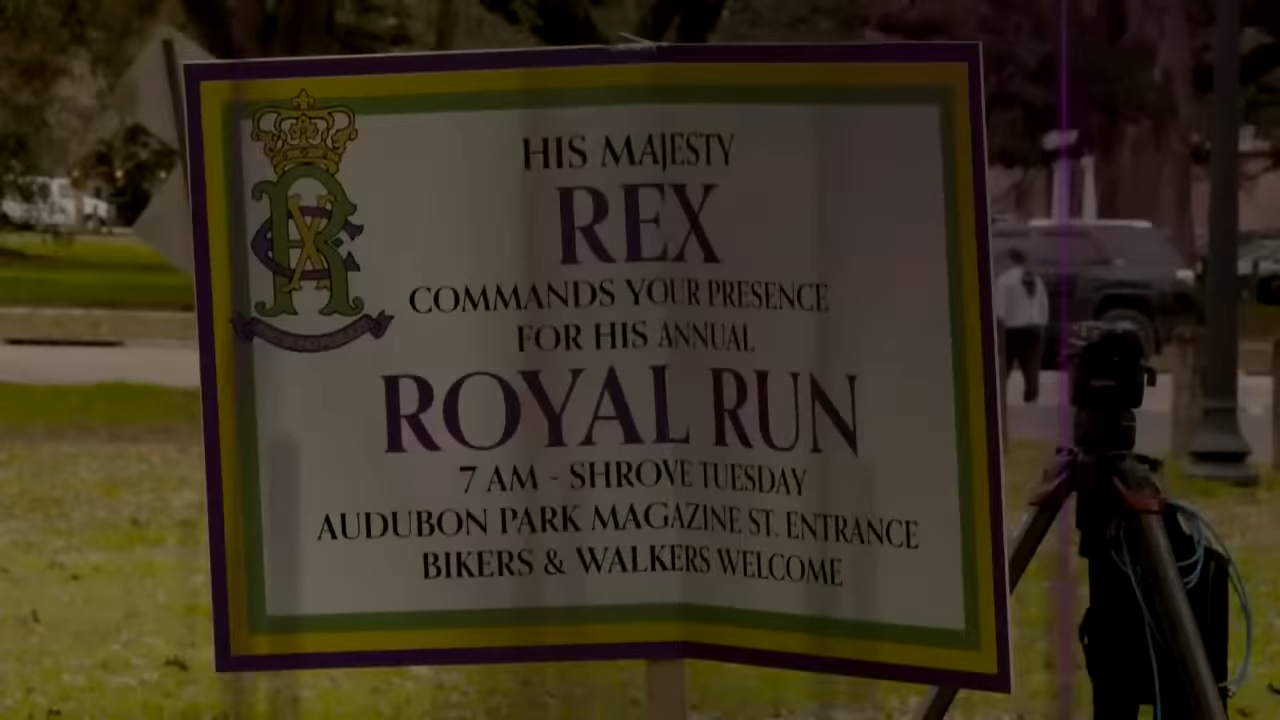 HIS MAJESTY
REX
COMMANDS YOUR PRESENCE
FOR HIS ANNUAL
ROYAL RUN
7 AM - SHROVE TUESDAY
AUDUBON PARK MAGAZINE ST. ENTRANCE
BIKERS & WALKERS WELCOME